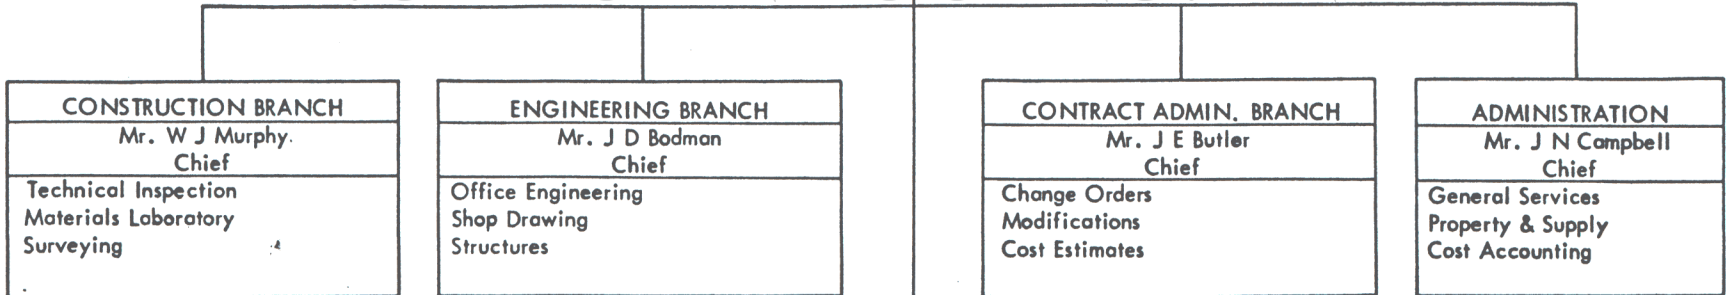 CONSTRUCTION BRANCH
Mr. W J Murphy.
Chief
Technical Inspection
Materials Laboratory
Surveying
ENGINEERING BRANCH
Mr. J D Bodman
Chief
Office Engineering
Shop Drawing
Structures
CONTRACT ADMIN. BRANCH
Mr. J E Butler
Chief
Change Orders
Modifications
Cost Estimates
ADMINISTRATION
Mr. J N Campbell
Chief
General Services
Property & Supply
Cost Accounting